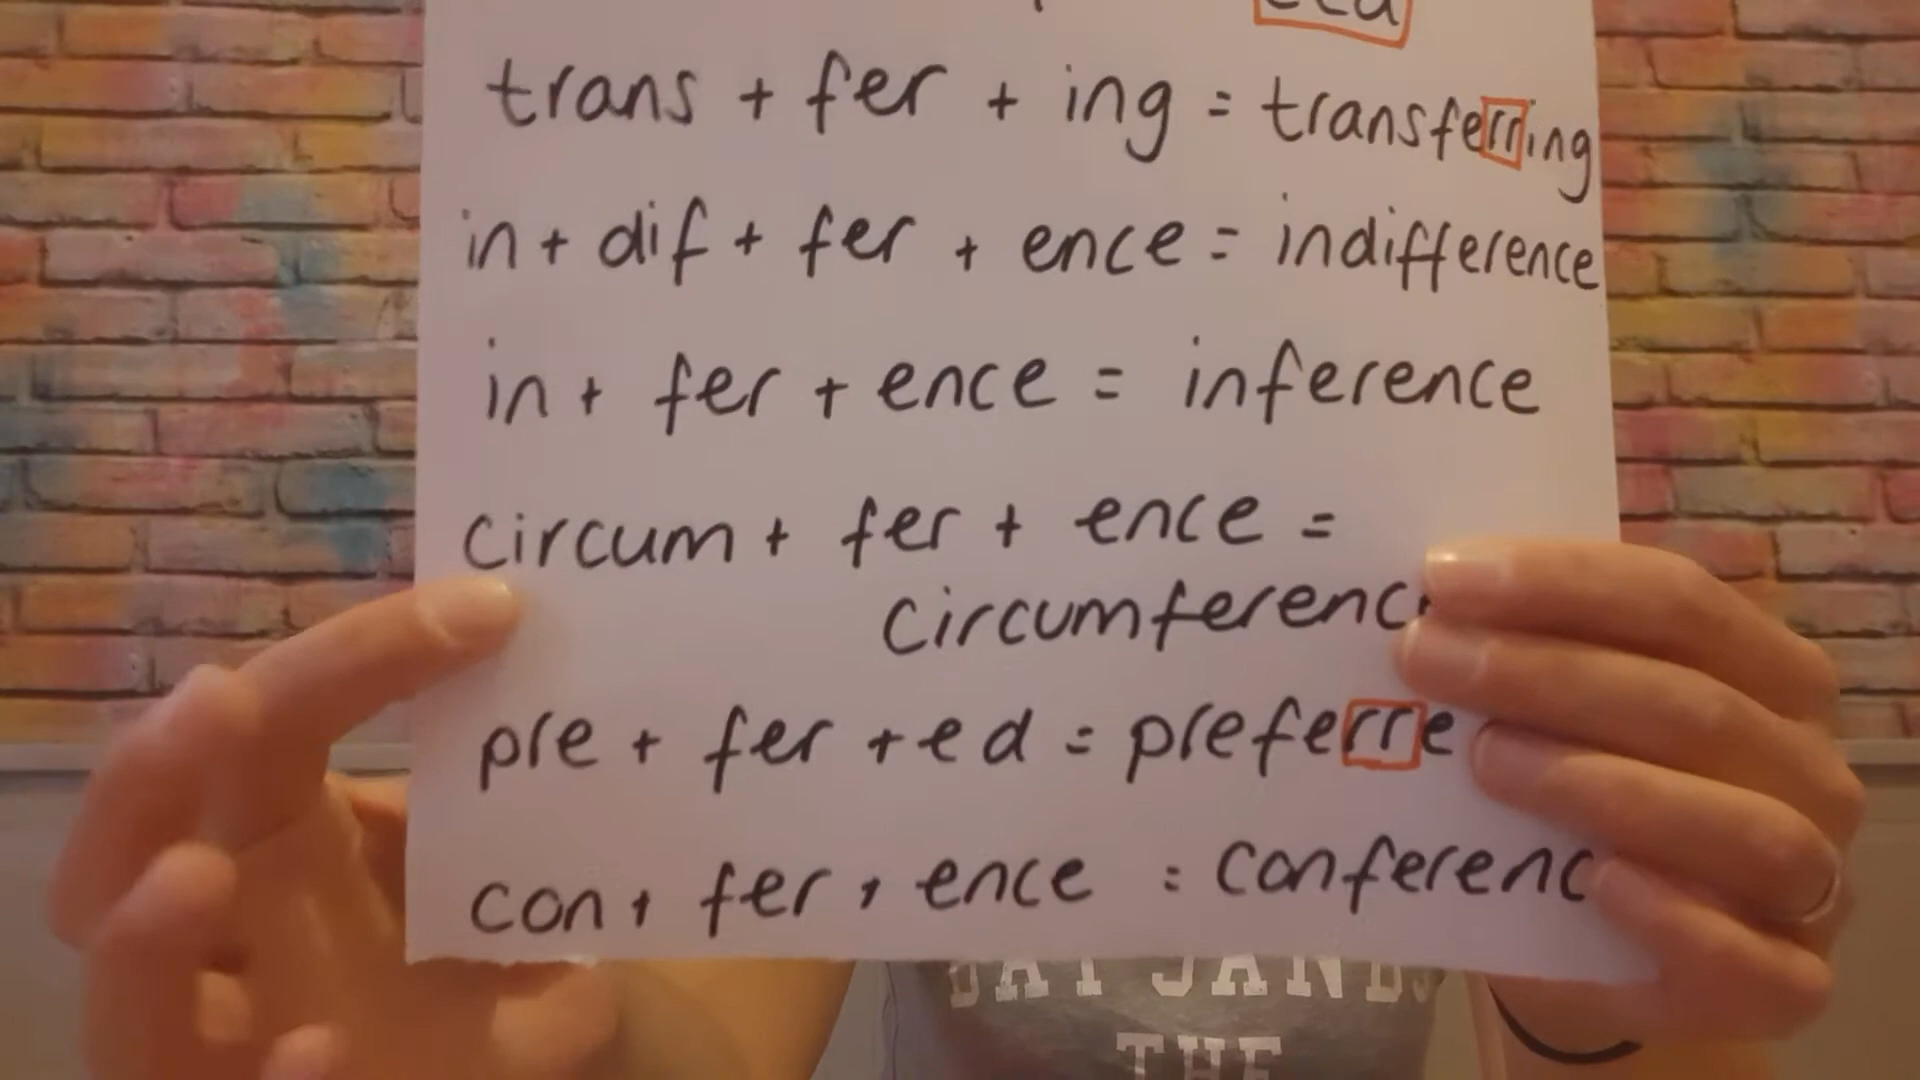 trans + fer + ing = transferring
in + dif + fer + ence = indifference
in + fer + ence = inference
circum + fer + ence =
circumferenc
pre + fer + ed = preferre
con + fer + ence = conferenc
THE